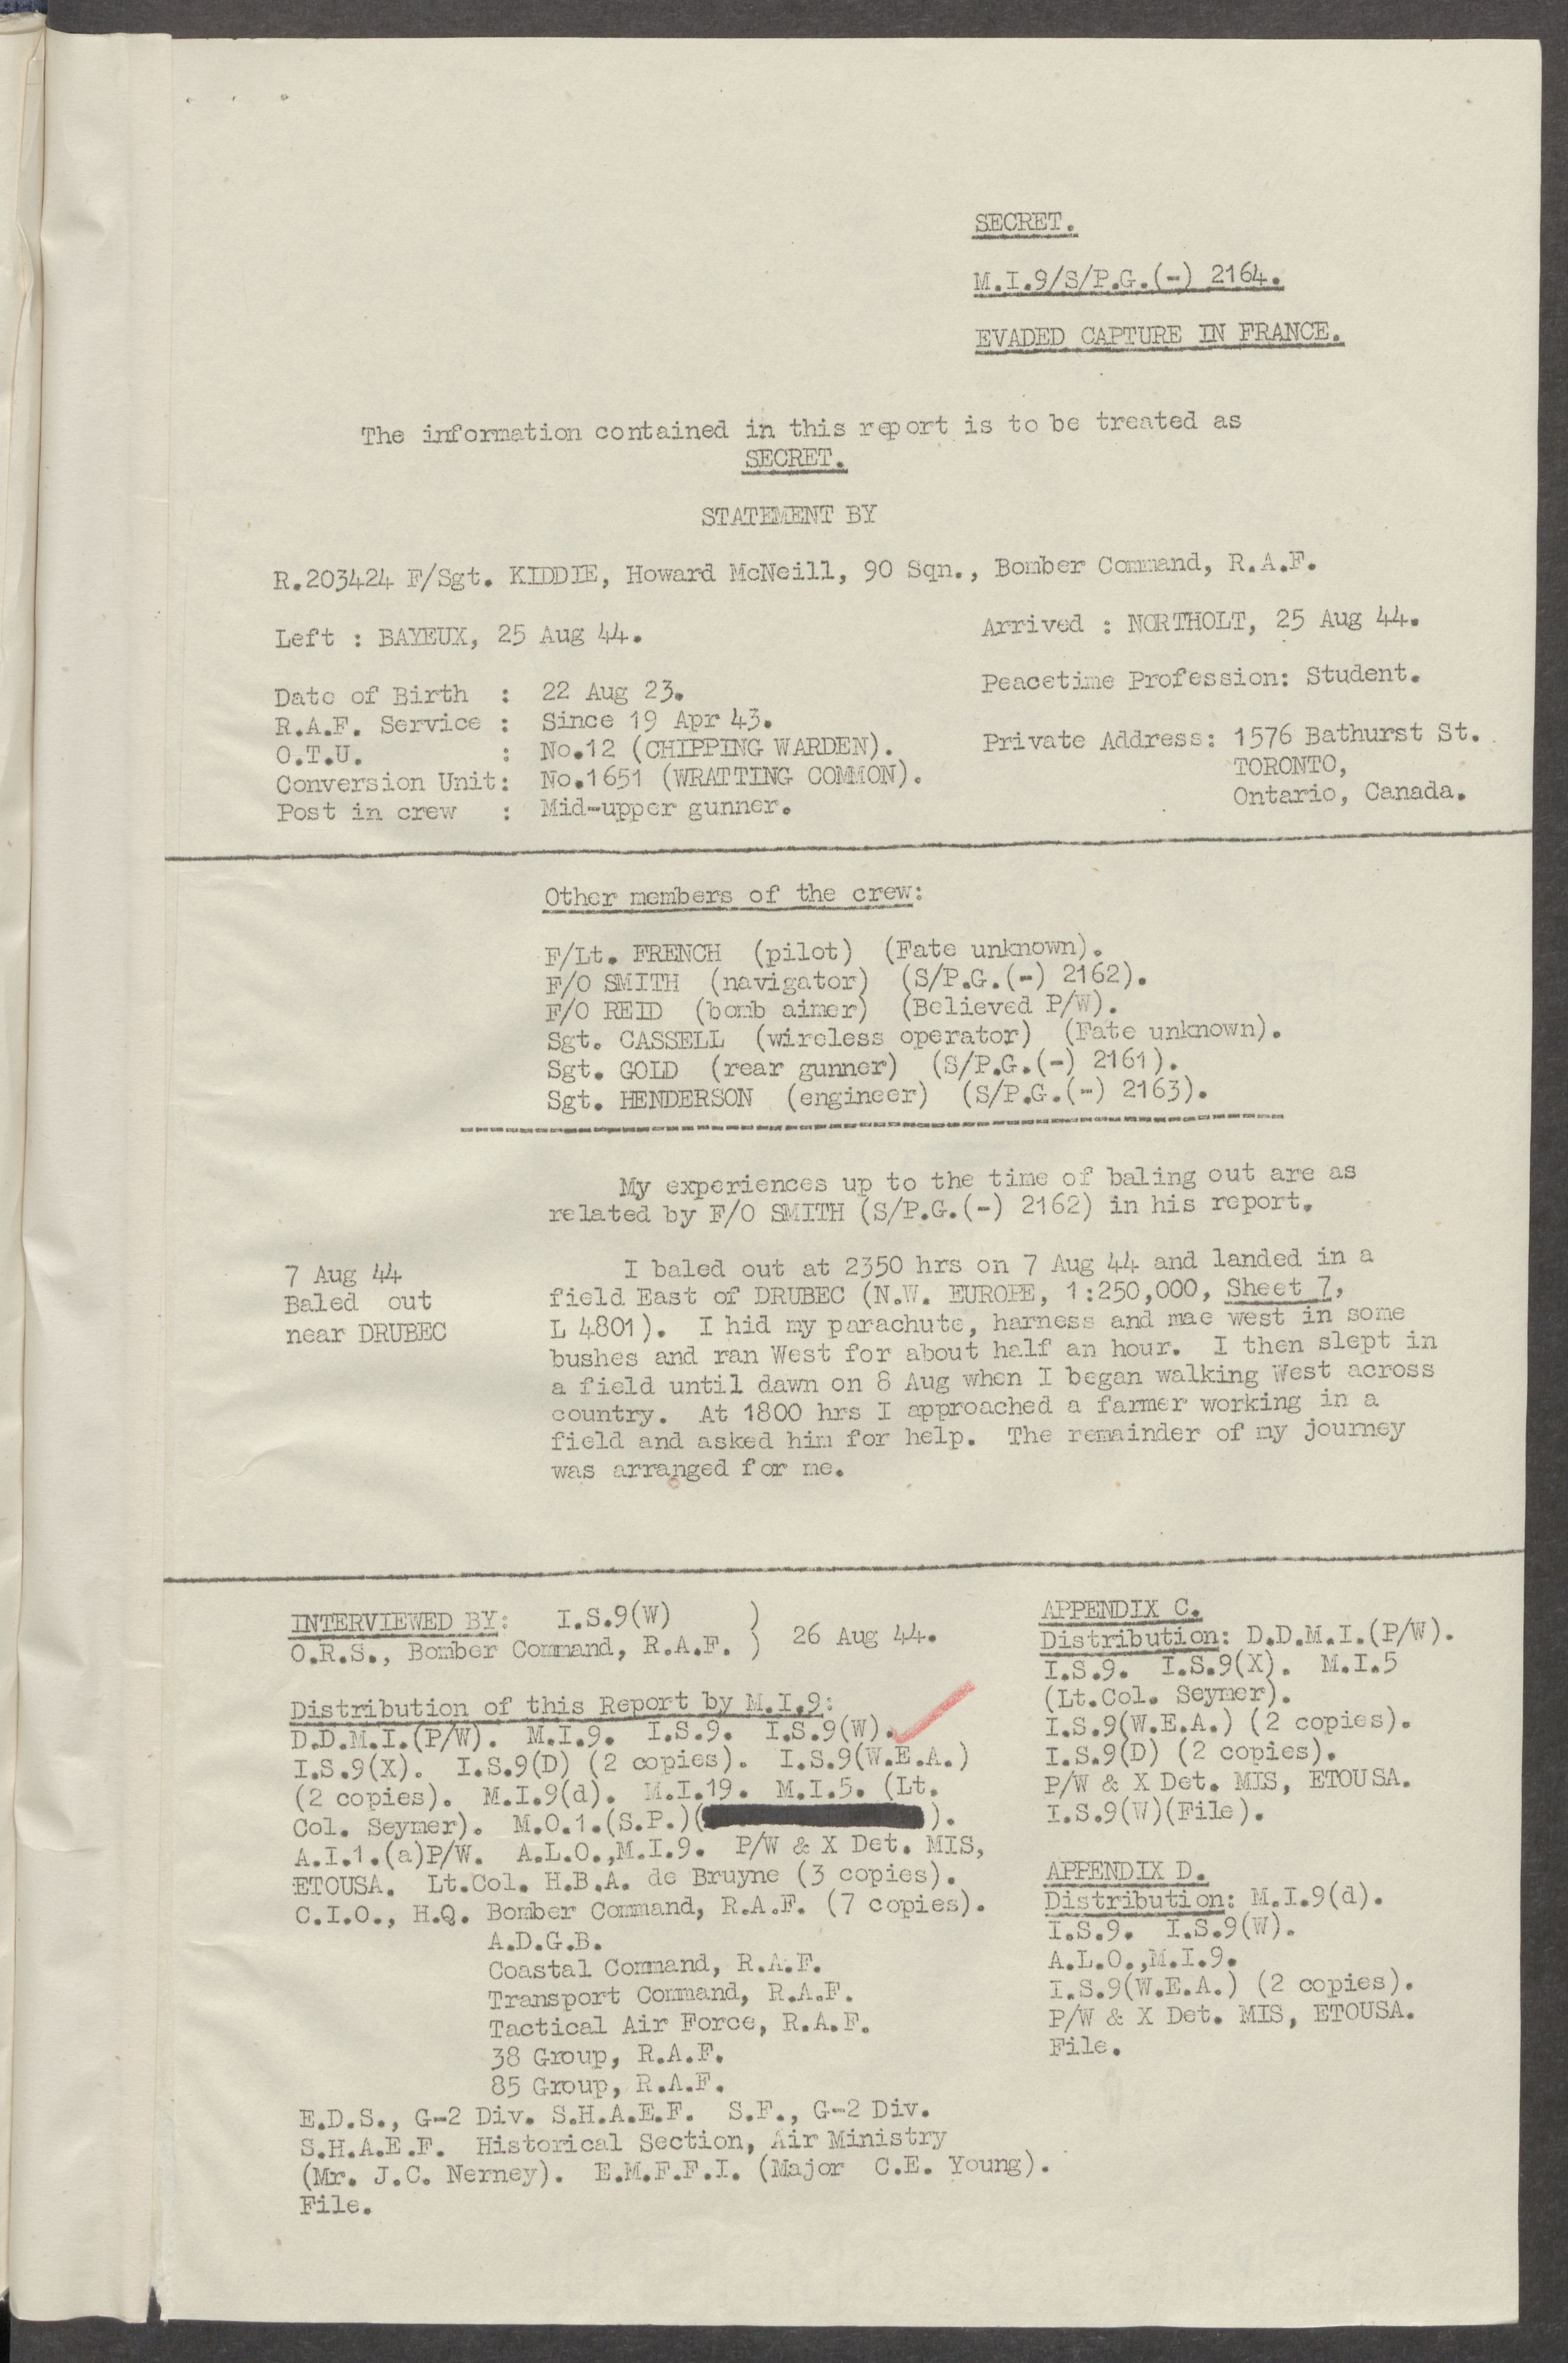 SECRET.
M.I.9/S/P.G.(-) 2164.
EVADED CAPTURE IN FRANCE.
The information contained in this report is to be treated as
SECRET.
STATEMENT BY
R.203424 F/Sgt. KIDDIE, Howard McNeill, 90 Sqn., Bomber Command, R.A.F.
Left : BAYEUX, 25 Aug 44.
Arrived : NORTHOLT, 25 Aug 44.
Date of Birth : 22 Aug 23.
R.A.F. Service : Since 19 Apr 43.
O.T.U. : No.12 (CHIPPING WARDEN).
Conversion Unit: No.1651 (WRATTING COMMON).
Post in crew : Mid-upper gunner.
Peacetime Profession: Student.
Private Address: 1576 Bathurst St.
TORONTO,
Ontario, Canada.
Other members of the crew:
F/Lt. FRENCH (pilot) (Fate unknown).
F/O SMITH (navigator) (S/P.G.(-) 2162).
F/O REID (bomb aimer) (Believed P/W).
Sgt. CASSELL (wireless operator) (Fate unknown).
Sgt. GOLD (rear gunner) (S/P.G.(-) 2161).
Sgt. HENDERSON (engineer) (S/P.G.(-) 2163).
My experiences up to the time of baling out are as
related by F/O SMITH (S/P.G.(-) 2162) in his report.
7 Aug 44
Baled out
near DRUBEC
I baled out at 2350 hrs on 7 Aug 44 and landed in a
field East of DRUBEC (N.W. EUROPE, 1:250,000, Sheet 7,
L 4801). I hid my parachute, harness and mae west in some
bushes and ran West for about half an hour. I then slept in
a field until dawn on 8 Aug when I began walking West across
country. At 1800 hrs I approached a farmer working in a
field and asked him for help. The remainder of my journey
was arranged for me.
INTERVIEWED BY: I.S.9(W) )
O.R.S., Bomber Command, R.A.F. ) 26 Aug 44.
Distribution of this Report by M.I.9:
D.D.M.I.(P/W). M.I.9. I.S.9. I.S.9(W).
I.S.9(X). I.S.9(D) (2 copies). I.S.9(W.E.A.)
(2 copies). M.I.9(d). M.I.19. M.I.5. (Lt.
Col. Seymer). M.O.1.(S.P.)( ).
A.I.1.(a)P/W. A.L.O.,M.I.9. P/W & X Det. MIS,
ETOUSA. Lt.Col. H.B.A. de Bruyne (3 copies).
C.I.O., H.Q. Bomber Command, R.A.F. (7 copies).
A.D.G.B.
Coastal Command, R.A.F.
Transport Command, R.A.F.
Tactical Air Force, R.A.F.
38 Group, R.A.F.
85 Group, R.A.F.
E.D.S., G-2 Div. S.H.A.E.F. S.F., G-2 Div.
S.H.A.E.F. Historical Section, Air Ministry
(Mr. J.C. Nerney). E.M.F.F.I. (Major C.E. Young).
File.
APPENDIX C.
Distribution: D.D.M.I.(P/W).
I.S.9. I.S.9(X). M.I.5
(Lt.Col. Seymer).
I.S.9(W.E.A.) (2 copies).
I.S.9(D) (2 copies).
P/W & X Det. MIS, ETOUSA.
I.S.9(W)(File).
APPENDIX D.
Distribution: M.I.9(d).
I.S.9. I.S.9(W).
A.L.O.,M.I.9.
I.S.9(W.E.A.) (2 copies).
P/W & X Det. MIS, ETOUSA.
File.